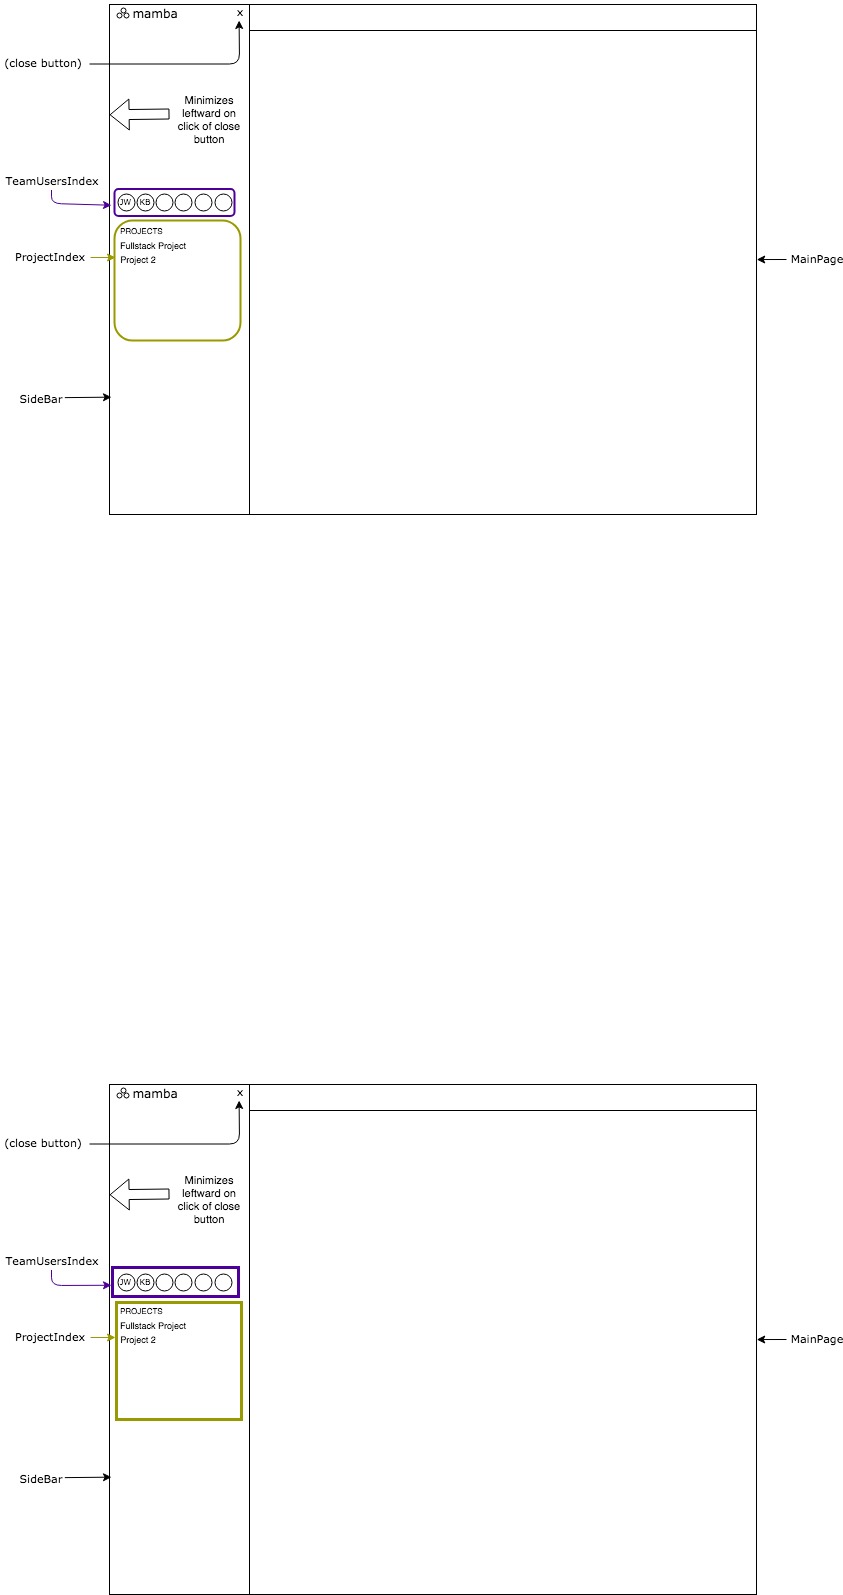 mamba
x
(close button)
Minimizes
leftward on
click of close
button
TeamUsersIndex
JW KB
PROJECTS
Fullstack Project
Project 2
ProjectIndex
MainPage
SideBar
mamba
x
(close button)
Minimizes
leftward on
click of close
button
TeamUsersIndex
JW KB
PROJECTS
Fullstack Project
Project 2
ProjectIndex
MainPage
SideBar